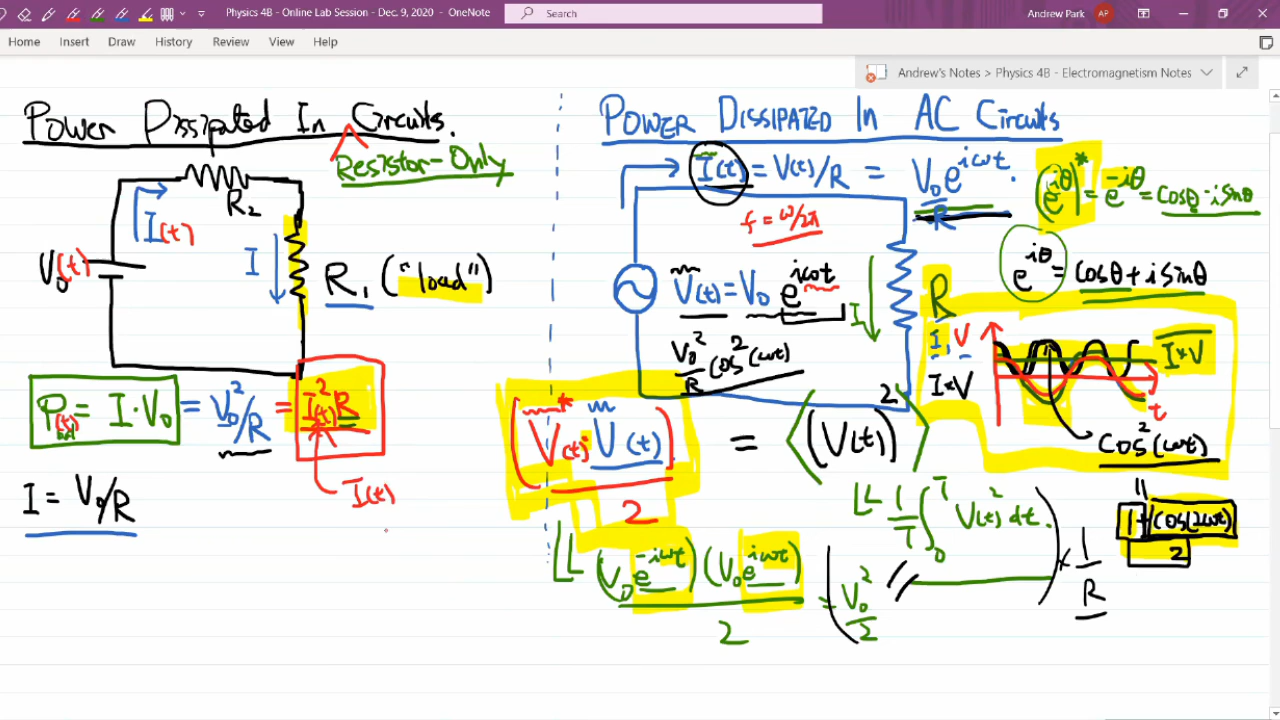 Physics 4B - Online Lab Session - Dec. 9, 2020 - OneNote
Search
Andrew Park
AP
Home Insert Draw History Review View Help
Andrew's Notes > Physics 4B - Electromagnetism Notes
Power Dissipated In Circuits.
Resistor-Only
R₂
I(t)
V₀(t)
I
R₁ ("load")
P(t) = I·V₀ = V₀²/R = I(t)²R
I(t)
I = V₀/R
POWER DISSIPATED IN AC CIRCUITS
Ĩ(t) = V(t)/R = V₀e^{iωt}/R
f = ω/2π
Ṽ(t) = V₀ e^{iωt}
I
V₀²/R cos²(ωt)
(e^{iθ})* = e^{-iθ} = cosθ - i sinθ
e^{iθ} = cosθ + i sinθ
R
I, V
I*V
I*V
t
cos²(ωt)
"
1 + cos(2ωt)
2
(Ṽ(t)* · Ṽ(t))/2 = ⟨(V(t))²⟩
1/T ∫₀ᵀ V(t)² dt.
× 1/R
(V₀e^{-iωt})(V₀e^{iωt})/2 = (V₀²/2